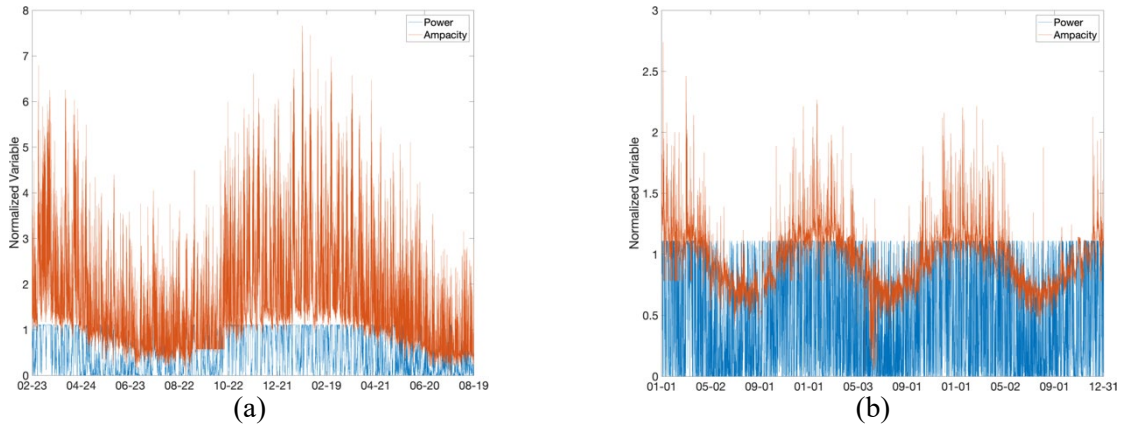 Power
Ampacity
Normalized Variable
8
7
6
5
4
3
2
1
0
02-23 04-24 06-23 08-22 10-22 12-21 02-19 04-21 06-20 08-19
(a)
Power
Ampacity
Normalized Variable
3
2.5
2
1.5
1
0.5
0
01-01 05-02 09-01 01-01 05-03 09-01 01-01 05-02 09-01 12-31
(b)